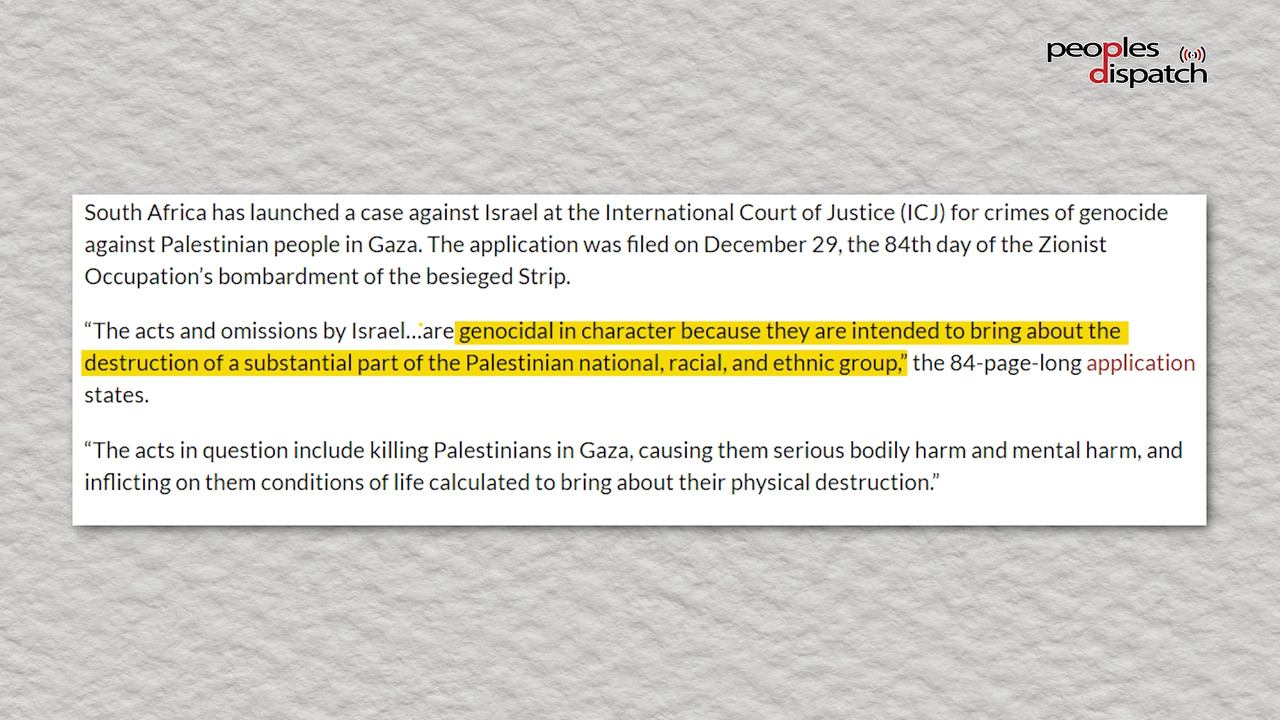 peoples
dispatch
South Africa has launched a case against Israel at the International Court of Justice (ICJ) for crimes of genocide
against Palestinian people in Gaza. The application was filed on December 29, the 84th day of the Zionist
Occupation’s bombardment of the besieged Strip.
“The acts and omissions by Israel...are genocidal in character because they are intended to bring about the
destruction of a substantial part of the Palestinian national, racial, and ethnic group,” the 84-page-long application
states.
“The acts in question include killing Palestinians in Gaza, causing them serious bodily harm and mental harm, and
inflicting on them conditions of life calculated to bring about their physical destruction.”